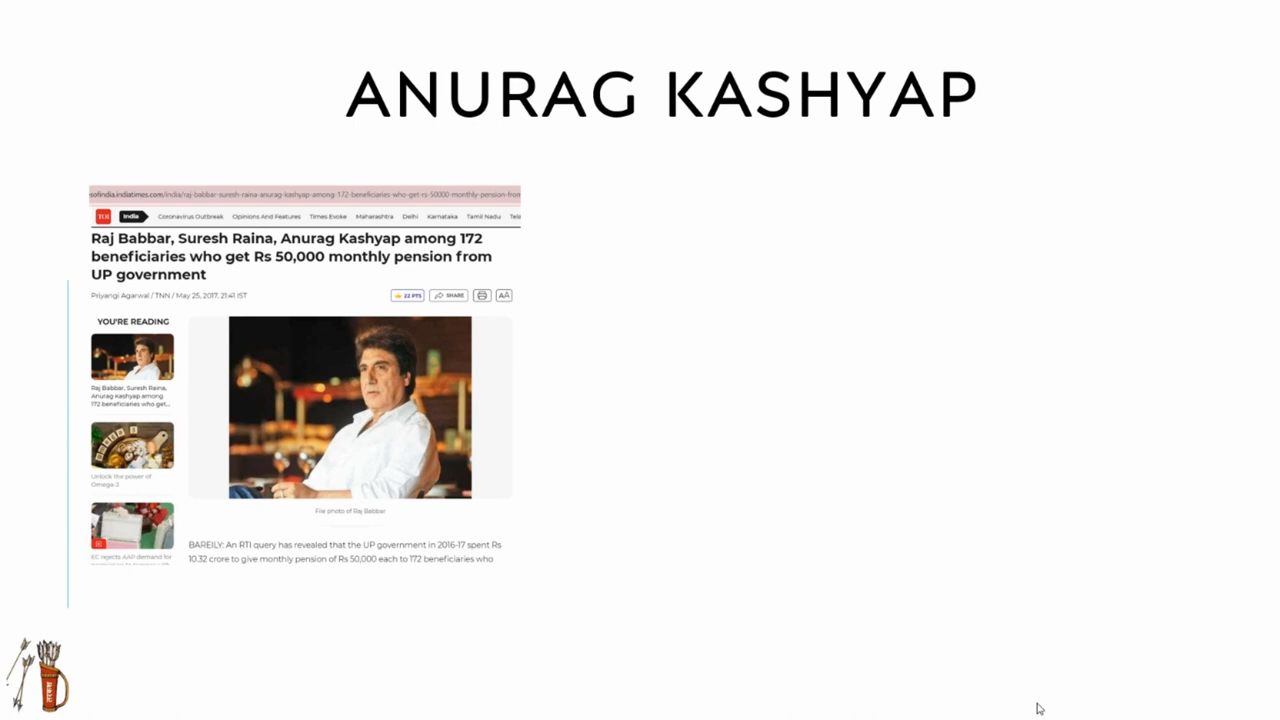 ANURAG KASHYAP
sofindia.indiatimes.com/india/raj-babbar-suresh-raina-anurag-kashyap-among-172-beneficiaries-who-get-rs-50000-monthly-pension-from
TOI India Coronavirus Outbreak Opinions And Features Times Evoke Maharashtra Delhi Karnataka Tamil Nadu Tela
Raj Babbar, Suresh Raina, Anurag Kashyap among 172
beneficiaries who get Rs 50,000 monthly pension from
UP government
Priyangi Agarwal / TNN / May 25, 2017, 21:41 IST
22 PTS SHARE AA
YOU'RE READING
Raj Babbar, Suresh Raina,
Anurag Kashyap among
172 beneficiaries who get...
Unlock the power of
Omega-3
EC rejects AAP demand for
File photo of Raj Babbar
BAREILY: An RTI query has revealed that the UP government in 2016-17 spent Rs
10.32 crore to give monthly pension of Rs 50,000 each to 172 beneficiaries who
तरकश